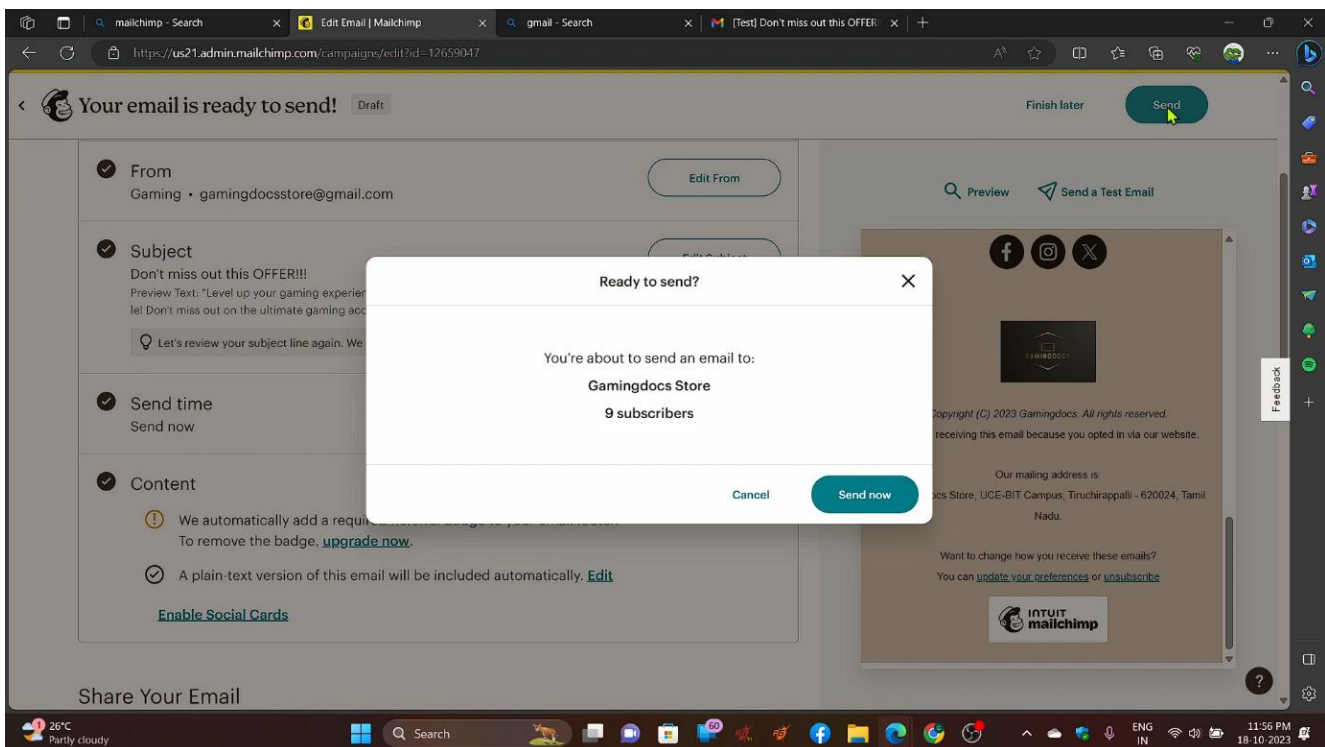 mailchimp - Search
Edit Email | Mailchimp
gmail - Search
[Test] Don't miss out this OFFER!
https://us21.admin.mailchimp.com/campaigns/edit?id=12659047
Your email is ready to send!
Draft
Finish later
Send
From
Gaming • gamingdocsstore@gmail.com
Edit From
Preview
Send a Test Email
Subject
Don't miss out this OFFER!!!
Preview Text: "Level up your gaming experien
le! Don't miss out on the ultimate gaming acc
Let's review your subject line again. We
Edit Subject
Ready to send?
You're about to send an email to:
Gamingdocs Store
9 subscribers
Cancel
Send now
Send time
Send now
Content
We automatically add a required referral badge to your email footer.
To remove the badge, upgrade now.
A plain-text version of this email will be included automatically. Edit
Enable Social Cards
Share Your Email
GAMINGDOCS
Copyright (C) 2023 Gamingdocs. All rights reserved.
receiving this email because you opted in via our website.
Our mailing address is:
ocs Store, UCE-BIT Campus, Tiruchirappalli - 620024, Tamil
Nadu.
Want to change how you receive these emails?
You can update your preferences or unsubscribe
INTUIT
mailchimp
Feedback
26°C
Partly cloudy
Search
60
ENG
IN
11:56 PM
18-10-2023